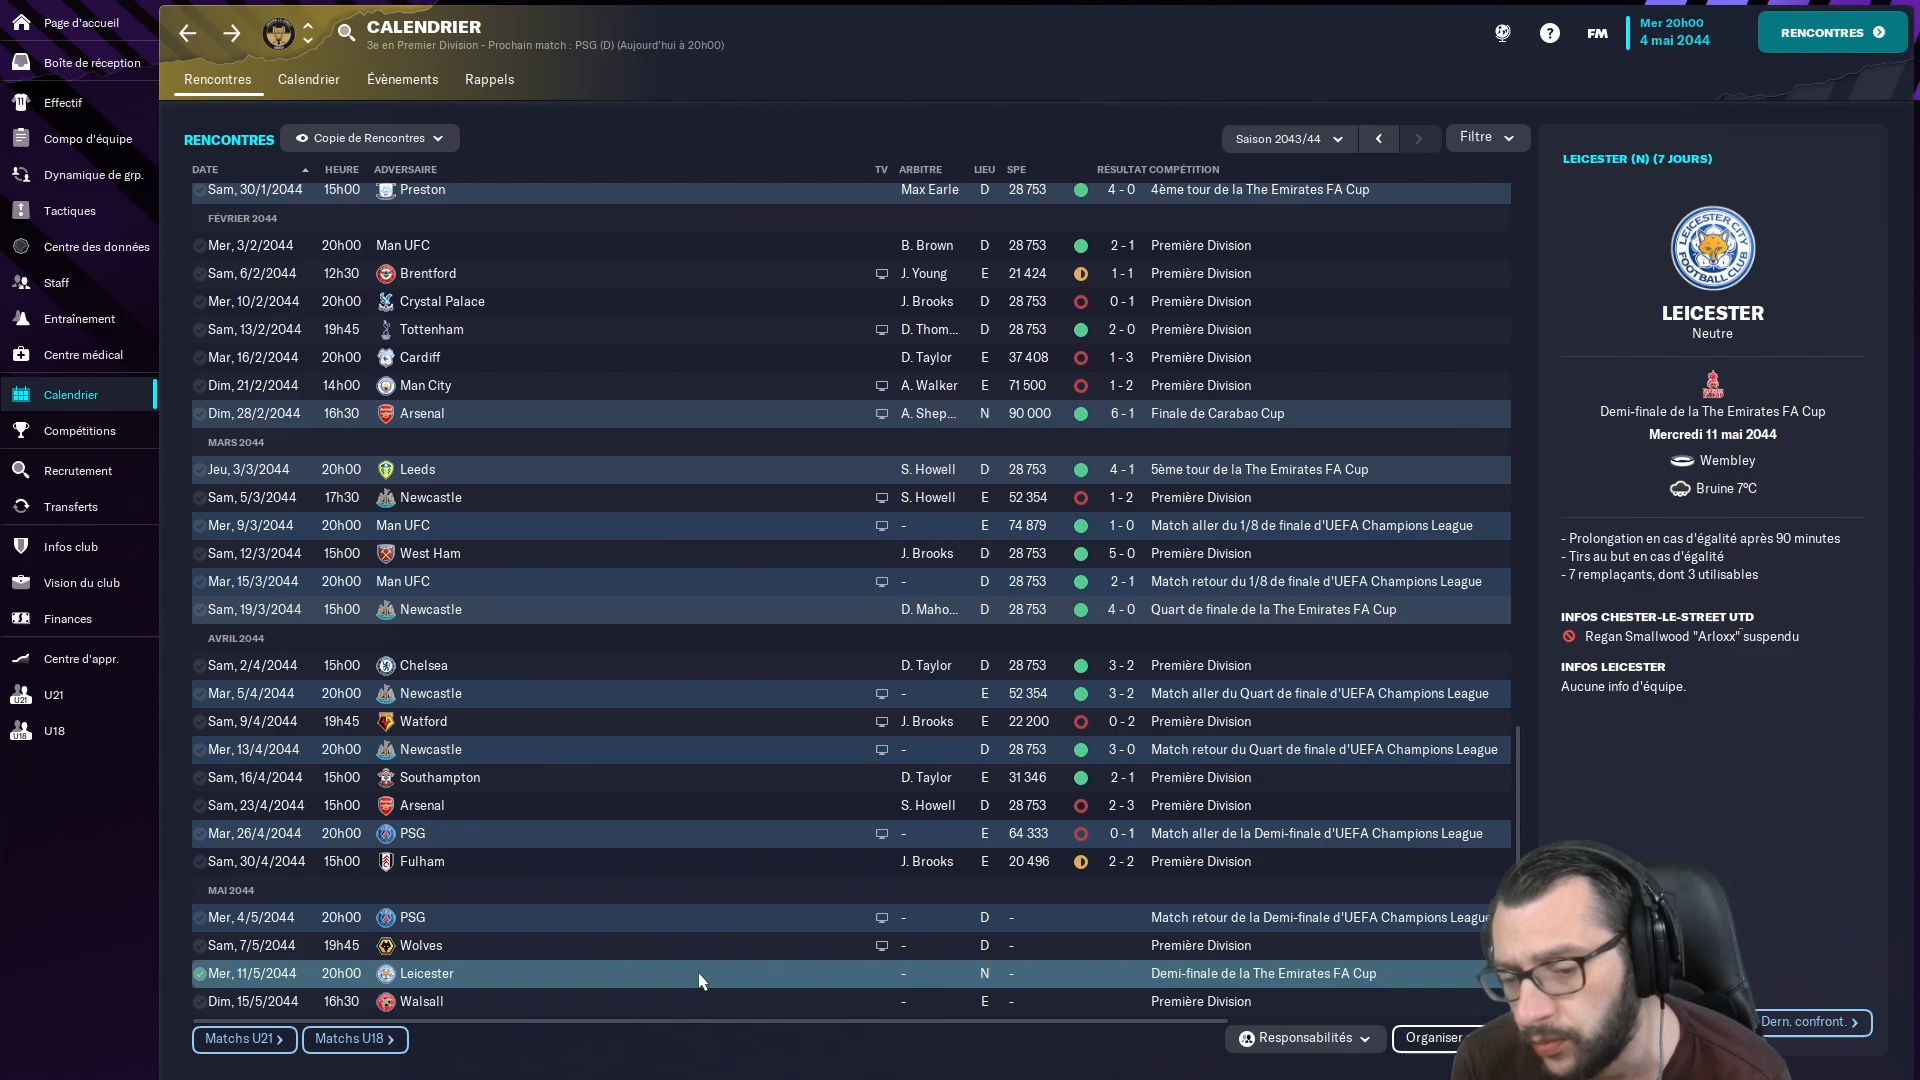 Page d'accueil
Boîte de réception
Effectif
Compo d'équipe
Dynamique de grp.
Tactiques
Centre des données
Staff
Entraînement
Centre médical
Calendrier
Compétitions
Recrutement
Transferts
Infos club
Vision du club
Finances
Centre d'appr.
U21
U18
CALENDRIER
3e en Premier Division - Prochain match : PSG (D) (Aujourd'hui à 20h00)
FM
Mer 20h00
4 mai 2044
RENCONTRES
Rencontres Calendrier Évènements Rappels
RENCONTRES Copie de Rencontres Saison 2043/44 Filtre
DATE HEURE ADVERSAIRE TV ARBITRE LIEU SPE RÉSULTAT COMPÉTITION
Sam, 30/1/2044 15h00 Preston Max Earle D 28 753 4 - 0 4ème tour de la The Emirates FA Cup
FÉVRIER 2044
Mer, 3/2/2044 20h00 Man UFC B. Brown D 28 753 2 - 1 Première Division
Sam, 6/2/2044 12h30 Brentford J. Young E 21 424 1 - 1 Première Division
Mer, 10/2/2044 20h00 Crystal Palace J. Brooks D 28 753 0 - 1 Première Division
Sam, 13/2/2044 19h45 Tottenham D. Thom... D 28 753 2 - 0 Première Division
Mar, 16/2/2044 20h00 Cardiff D. Taylor E 37 408 1 - 3 Première Division
Dim, 21/2/2044 14h00 Man City A. Walker E 71 500 1 - 2 Première Division
Dim, 28/2/2044 16h30 Arsenal A. Shep... N 90 000 6 - 1 Finale de Carabao Cup
MARS 2044
Jeu, 3/3/2044 20h00 Leeds S. Howell D 28 753 4 - 1 5ème tour de la The Emirates FA Cup
Sam, 5/3/2044 17h30 Newcastle S. Howell E 52 354 1 - 2 Première Division
Mer, 9/3/2044 20h00 Man UFC - E 74 879 1 - 0 Match aller du 1/8 de finale d'UEFA Champions League
Sam, 12/3/2044 15h00 West Ham J. Brooks D 28 753 5 - 0 Première Division
Mar, 15/3/2044 20h00 Man UFC - D 28 753 2 - 1 Match retour du 1/8 de finale d'UEFA Champions League
Sam, 19/3/2044 15h00 Newcastle D. Maho... D 28 753 4 - 0 Quart de finale de la The Emirates FA Cup
AVRIL 2044
Sam, 2/4/2044 15h00 Chelsea D. Taylor D 28 753 3 - 2 Première Division
Mar, 5/4/2044 20h00 Newcastle - E 52 354 3 - 2 Match aller du Quart de finale d'UEFA Champions League
Sam, 9/4/2044 19h45 Watford J. Brooks E 22 200 0 - 2 Première Division
Mer, 13/4/2044 20h00 Newcastle - D 28 753 3 - 0 Match retour du Quart de finale d'UEFA Champions League
Sam, 16/4/2044 15h00 Southampton D. Taylor E 31 346 2 - 1 Première Division
Sam, 23/4/2044 15h00 Arsenal S. Howell D 28 753 2 - 3 Première Division
Mar, 26/4/2044 20h00 PSG - E 64 333 0 - 1 Match aller de la Demi-finale d'UEFA Champions League
Sam, 30/4/2044 15h00 Fulham J. Brooks E 20 496 2 - 2 Première Division
MAI 2044
Mer, 4/5/2044 20h00 PSG - D - Match retour de la Demi-finale d'UEFA Champions League
Sam, 7/5/2044 19h45 Wolves - D - Première Division
Mer, 11/5/2044 20h00 Leicester - N - Demi-finale de la The Emirates FA Cup
Dim, 15/5/2044 16h30 Walsall - E - Première Division
Matchs U21 Matchs U18 Responsabilités Organiser
LEICESTER (N) (7 JOURS)
LEICESTER CITY
FOOTBALL CLUB
LEICESTER
Neutre
Demi-finale de la The Emirates FA Cup
Mercredi 11 mai 2044
Wembley
Bruine 7ºC
- Prolongation en cas d'égalité après 90 minutes
- Tirs au but en cas d'égalité
- 7 remplaçants, dont 3 utilisables
INFOS CHESTER-LE-STREET UTD
Regan Smallwood "Arloxx" suspendu
INFOS LEICESTER
Aucune info d'équipe.
Dern. confront.